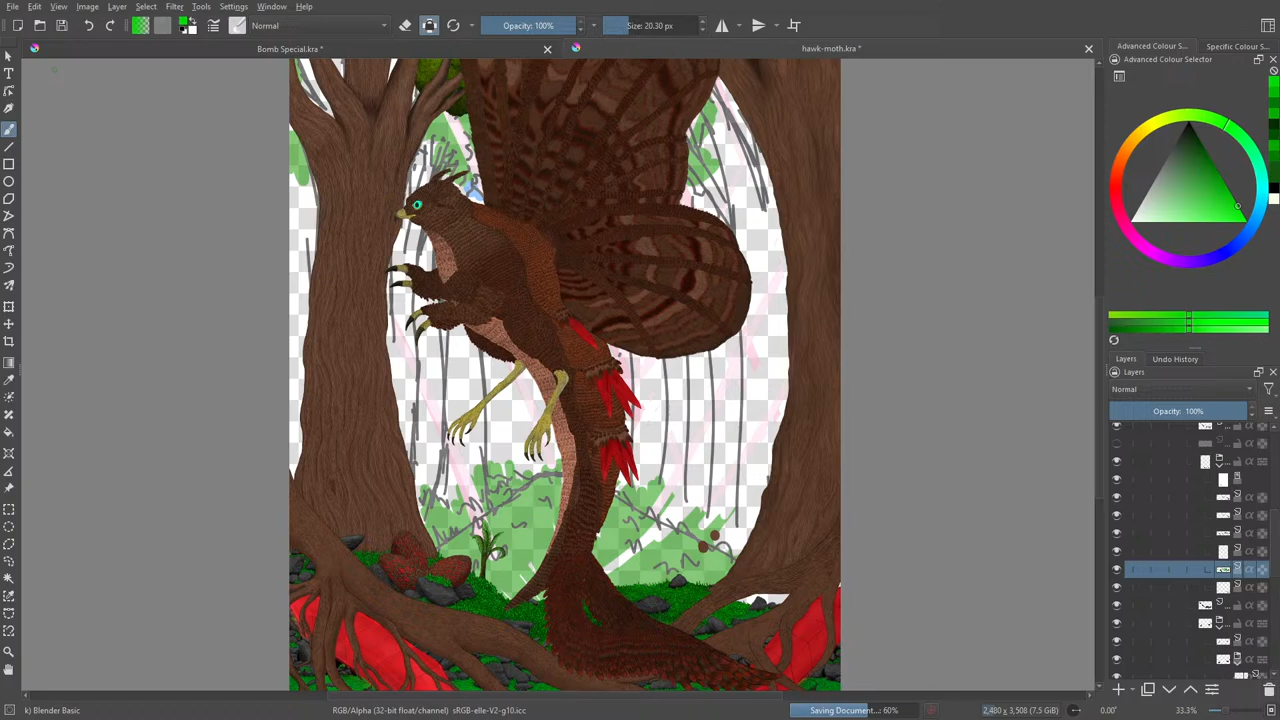 File Edit View Image Layer Select Filter Tools Settings Window Help
Normal Opacity: 100% Size: 20.30 px
Bomb Special.kra * hawk-moth.kra *
Advanced Colour S... Specific Colour S...
Advanced Colour Selector
Layers Undo History
Layers
Normal
Opacity: 100%
k) Blender Basic RGB/Alpha (32-bit float/channel) sRGB-elle-V2-g10.icc Saving Document...: 60% 2,480 x 3,508 (7.5 GiB) 0.00° 33.3%